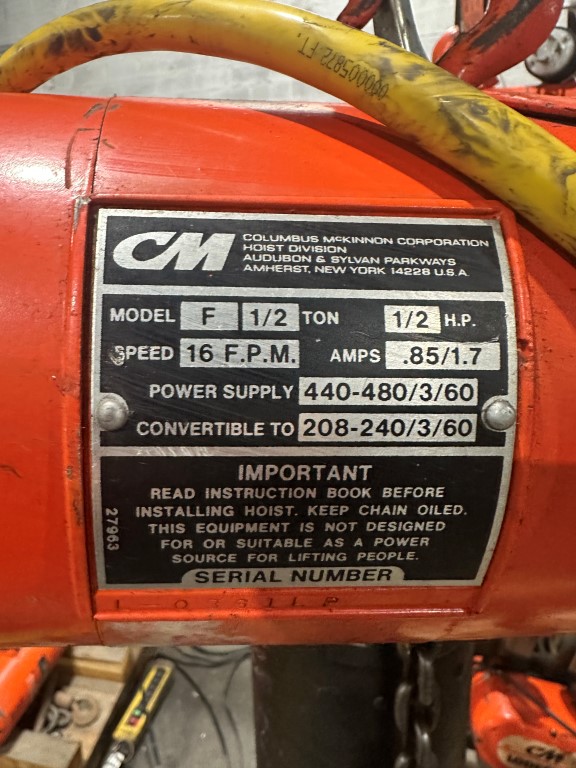 000005872 FT.
CM
COLUMBUS McKINNON CORPORATION
HOIST DIVISION
AUDUBON & SYLVAN PARKWAYS
AMHERST, NEW YORK 14228 U.S.A.
MODEL F 1/2 TON 1/2 H.P.
SPEED 16 F.P.M. AMPS .85/1.7
POWER SUPPLY 440-480/3/60
CONVERTIBLE TO 208-240/3/60
IMPORTANT
READ INSTRUCTION BOOK BEFORE
INSTALLING HOIST. KEEP CHAIN OILED.
THIS EQUIPMENT IS NOT DESIGNED
FOR OR SUITABLE AS A POWER
SOURCE FOR LIFTING PEOPLE.
27963
SERIAL NUMBER
CM